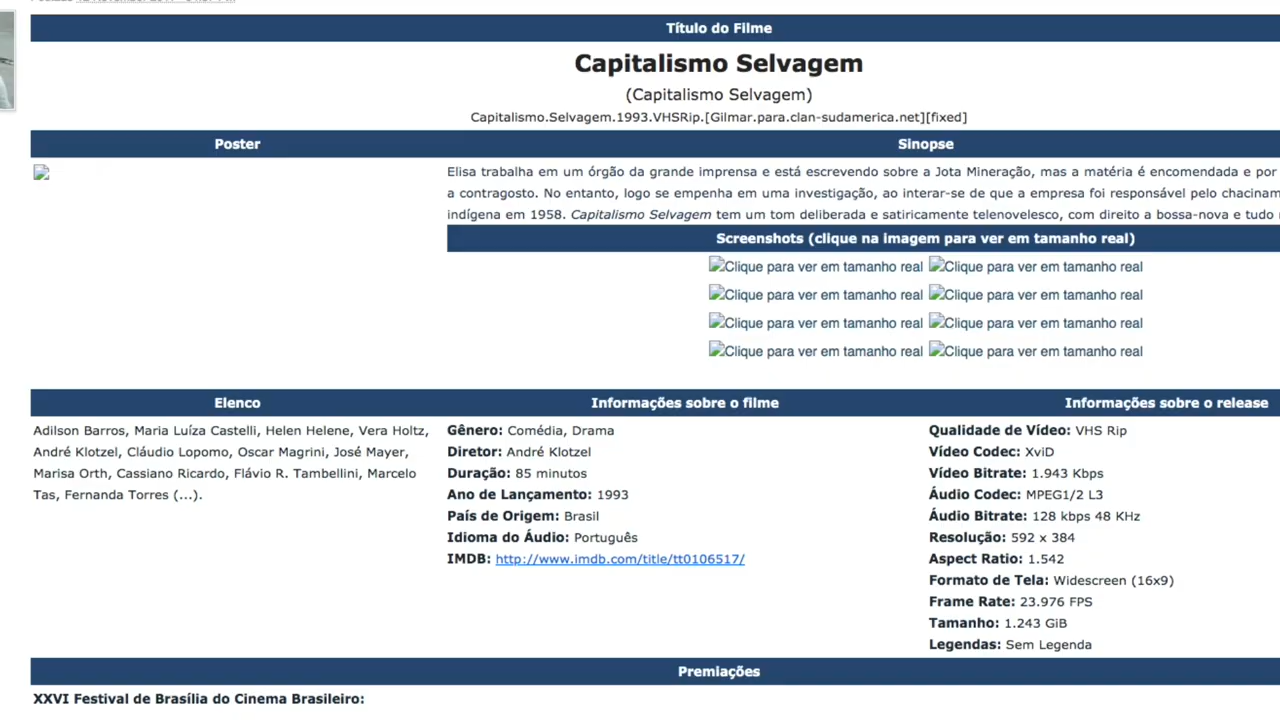 Título do Filme
Capitalismo Selvagem
(Capitalismo Selvagem)
Capitalismo.Selvagem.1993.VHSRip.[Gilmar.para.clan-sudamerica.net][fixed]
Poster
Sinopse
Elisa trabalha em um órgão da grande imprensa e está escrevendo sobre a Jota Mineração, mas a matéria é encomendada e por
a contragosto. No entanto, logo se empenha em uma investigação, ao interar-se de que a empresa foi responsável pelo
indígena em 1958. Capitalismo Selvagem tem um tom deliberada e satiricamente telenovelesco, com direito a bossa-nova e tudo
Screenshots (clique na imagem para ver em tamanho real)
Clique para ver em tamanho real Clique para ver em tamanho real
Clique para ver em tamanho real Clique para ver em tamanho real
Clique para ver em tamanho real Clique para ver em tamanho real
Clique para ver em tamanho real Clique para ver em tamanho real
Elenco
Adilson Barros, Maria Luíza Castelli, Helen Helene, Vera Holtz,
André Klotzel, Cláudio Lopomo, Oscar Magrini, José Mayer,
Marisa Orth, Cassiano Ricardo, Flávio R. Tambellini, Marcelo
Tas, Fernanda Torres (...).
Informações sobre o filme
Gênero: Comédia, Drama
Diretor: André Klotzel
Duração: 85 minutos
Ano de Lançamento: 1993
País de Origem: Brasil
Idioma do Áudio: Português
IMDB: http://www.imdb.com/title/tt0106517/
Informações sobre o release
Qualidade de Vídeo: VHS Rip
Vídeo Codec: XviD
Vídeo Bitrate: 1.943 Kbps
Áudio Codec: MPEG1/2 L3
Áudio Bitrate: 128 kbps 48 KHz
Resolução: 592 x 384
Aspect Ratio: 1.542
Formato de Tela: Widescreen (16x9)
Frame Rate: 23.976 FPS
Tamanho: 1.243 GiB
Legendas: Sem Legenda
Premiações
XXVI Festival de Brasília do Cinema Brasileiro: